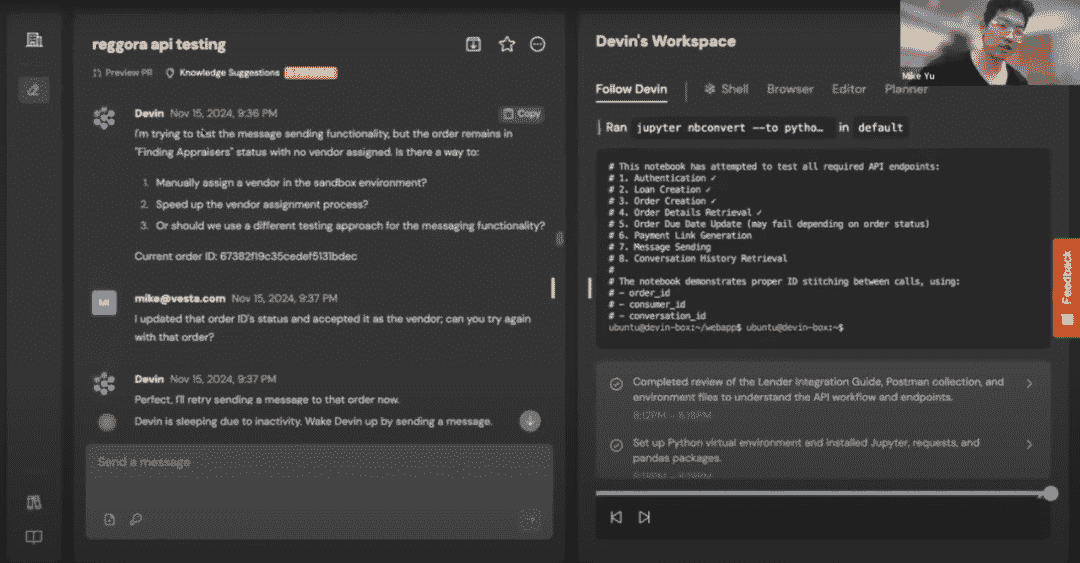 reggora api testing
Preview PR
Knowledge Suggestions
Devin Nov 15, 2024, 9:36 PM
Copy
I'm trying to test the message sending functionality, but the order remains in
"Finding Appraisers" status with no vendor assigned. Is there a way to:
1. Manually assign a vendor in the sandbox environment?
2. Speed up the vendor assignment process?
3. Or should we use a different testing approach for the messaging functionality?
Current order ID: 67382f19c35cedef5131bdec
MI
mike@vesta.com Nov 15, 2024, 9:37 PM
I updated that order ID's status and accepted it as the vendor; can you try again
with that order?
Devin Nov 15, 2024, 9:37 PM
Perfect, I'll retry sending a message to that order now.
Devin is sleeping due to inactivity. Wake Devin up by sending a message.
Send a message
Devin's Workspace
Mike Yu
Follow Devin
Shell
Browser
Editor
Planner
Ran jupyter nbconvert --to pytho… in default
# This notebook has attempted to test all required API endpoints:
# 1. Authentication ✓
# 2. Loan Creation ✓
# 3. Order Creation ✓
# 4. Order Details Retrieval ✓
# 5. Order Due Date Update (may fail depending on order status)
# 6. Payment Link Generation
# 7. Message Sending
# 8. Conversation History Retrieval
#
# The notebook demonstrates proper ID stitching between calls, using:
# - order_id
# - consumer_id
# - conversation_id
ubuntu@devin-box:~/webapp$ ubuntu@devin-box:~$
Completed review of the Lender Integration Guide, Postman collection, and
environment files to understand the API workflow and endpoints.
8:12PM - 8:18PM
Set up Python virtual environment and installed Jupyter, requests, and
pandas packages.
Feedback